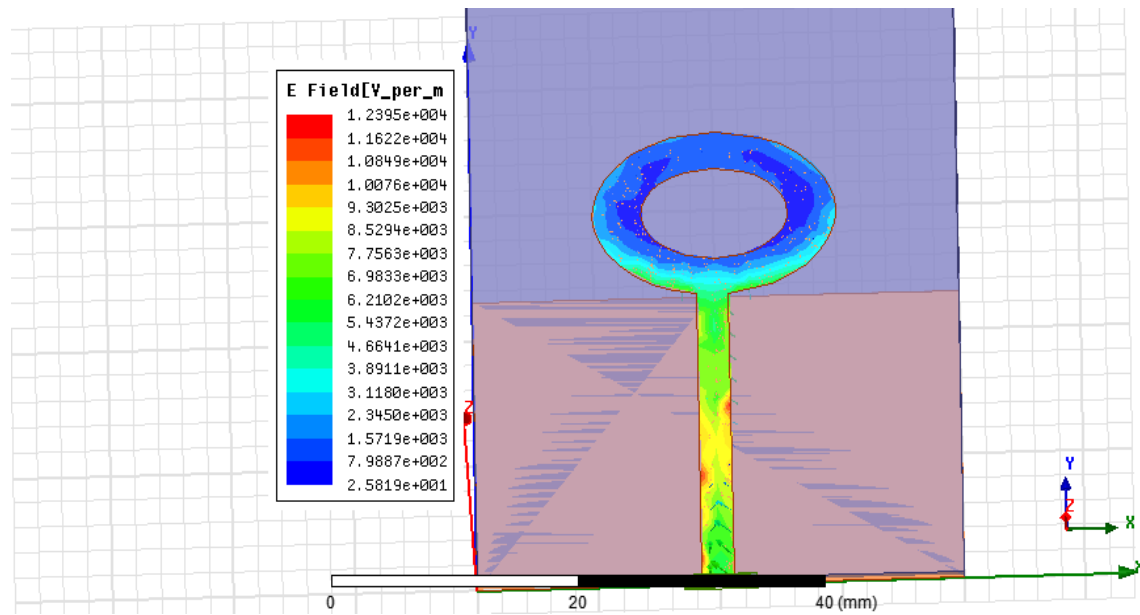 Y
E Field[V_per_m
1.2395e+004
1.1622e+004
1.0849e+004
1.0076e+004
9.3025e+003
8.5294e+003
7.7563e+003
6.9833e+003
6.2102e+003
5.4372e+003
4.6641e+003
3.8911e+003
3.1180e+003
2.3450e+003
1.5719e+003
7.9887e+002
2.5819e+001
Z
Y
Z
X
0
20
40 (mm)